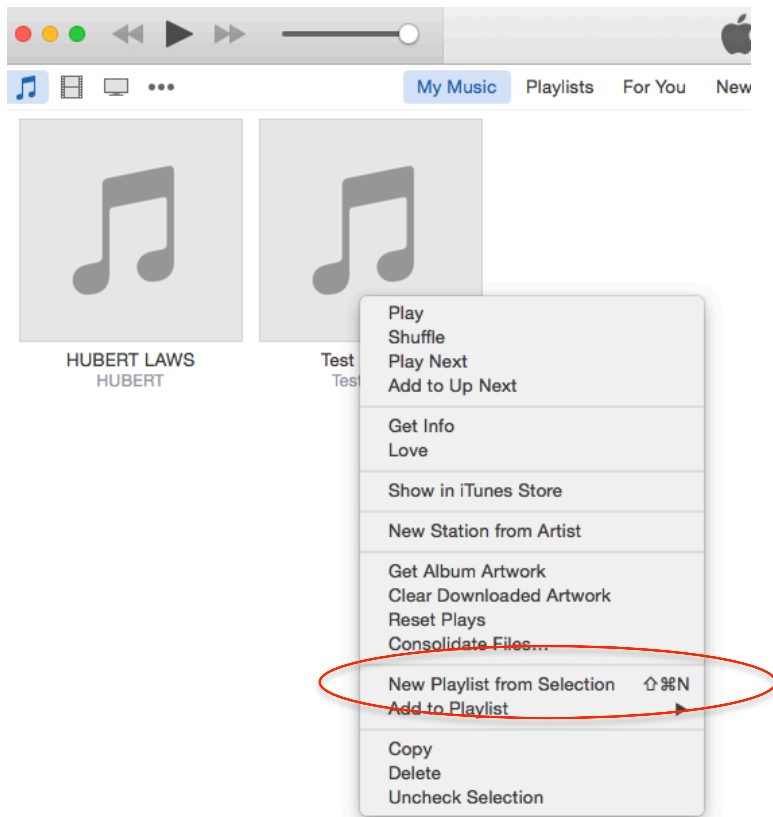 My Music Playlists For You New
HUBERT LAWS
HUBERT
Test
Test
Play
Shuffle
Play Next
Add to Up Next
Get Info
Love
Show in iTunes Store
New Station from Artist
Get Album Artwork
Clear Downloaded Artwork
Reset Plays
Consolidate Files...
New Playlist from Selection ⇧⌘N
Add to Playlist
Copy
Delete
Uncheck Selection